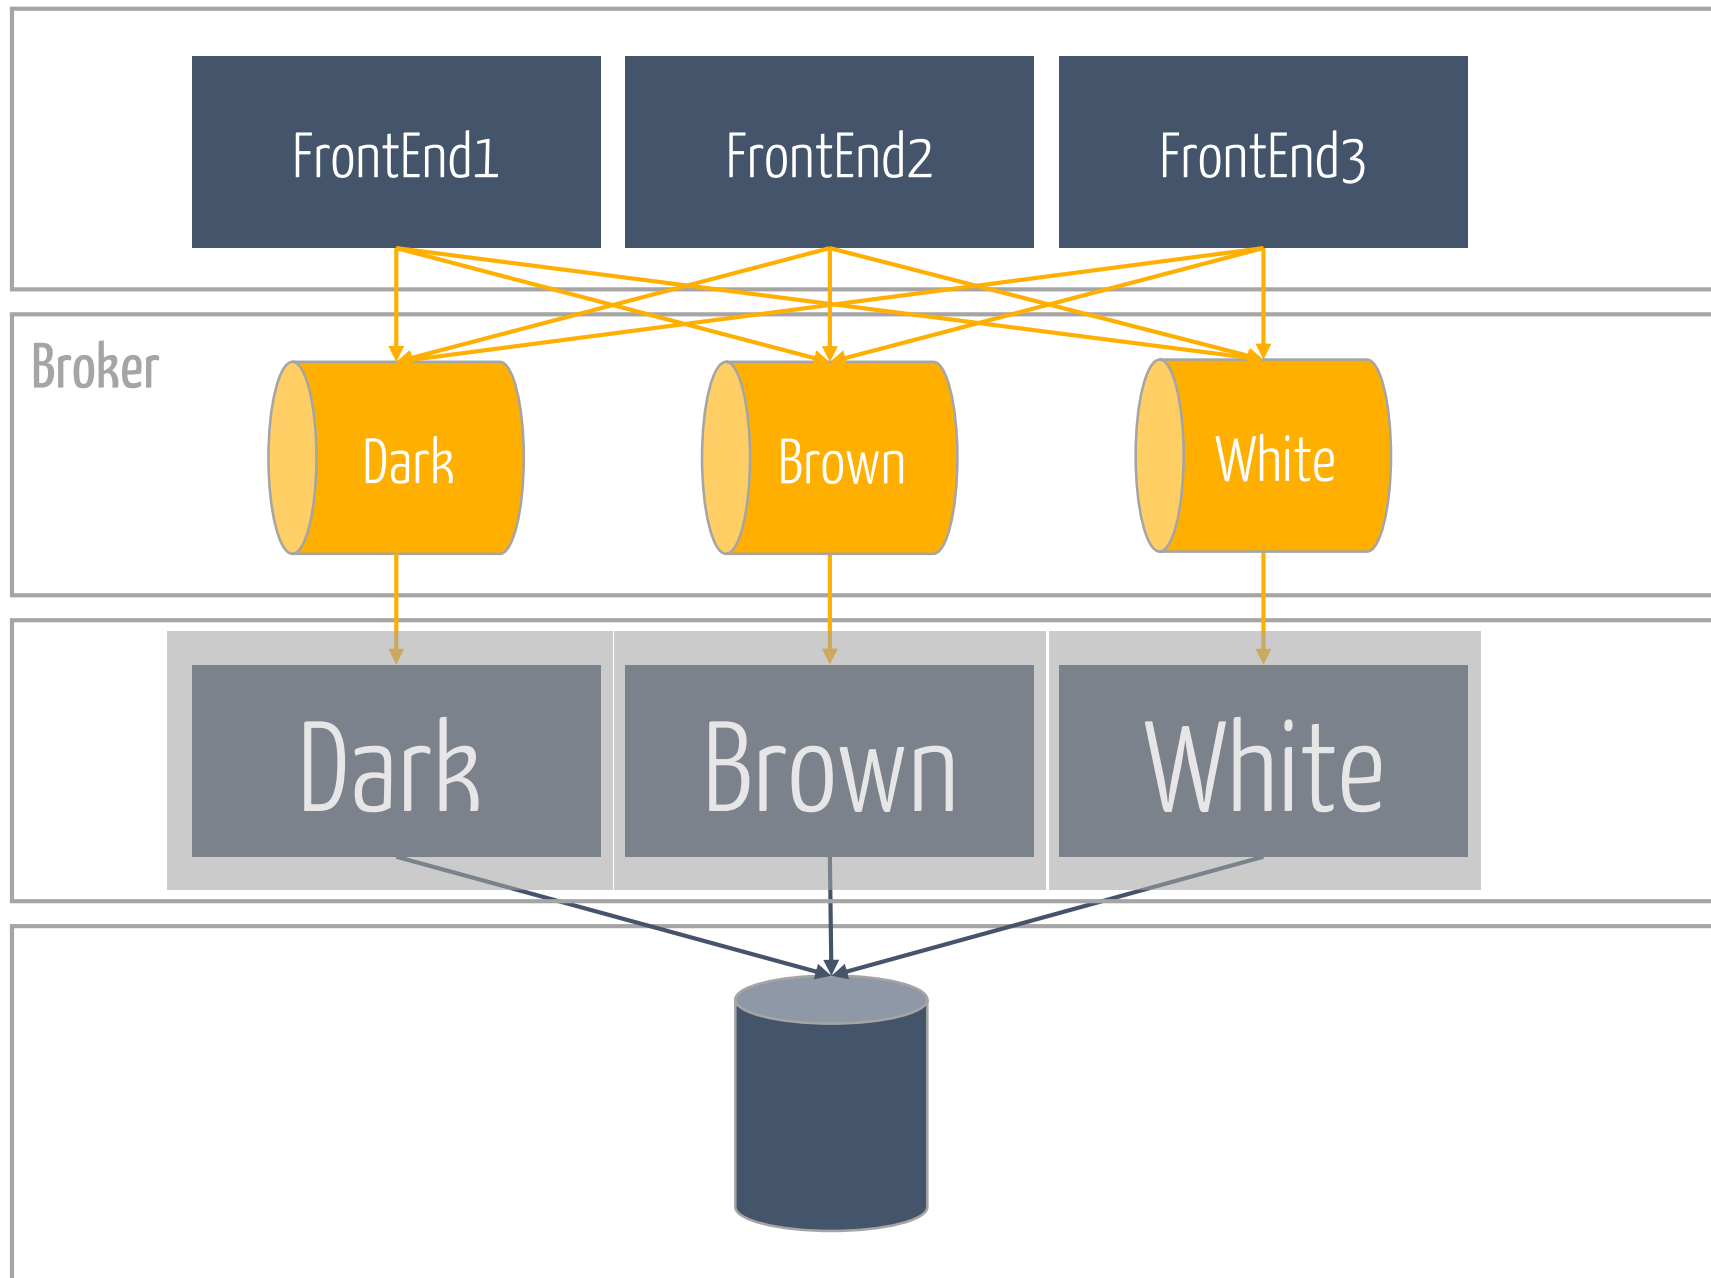 FrontEnd1
FrontEnd2
FrontEnd3
Broker
Dark
Brown
White
Dark
Brown
White